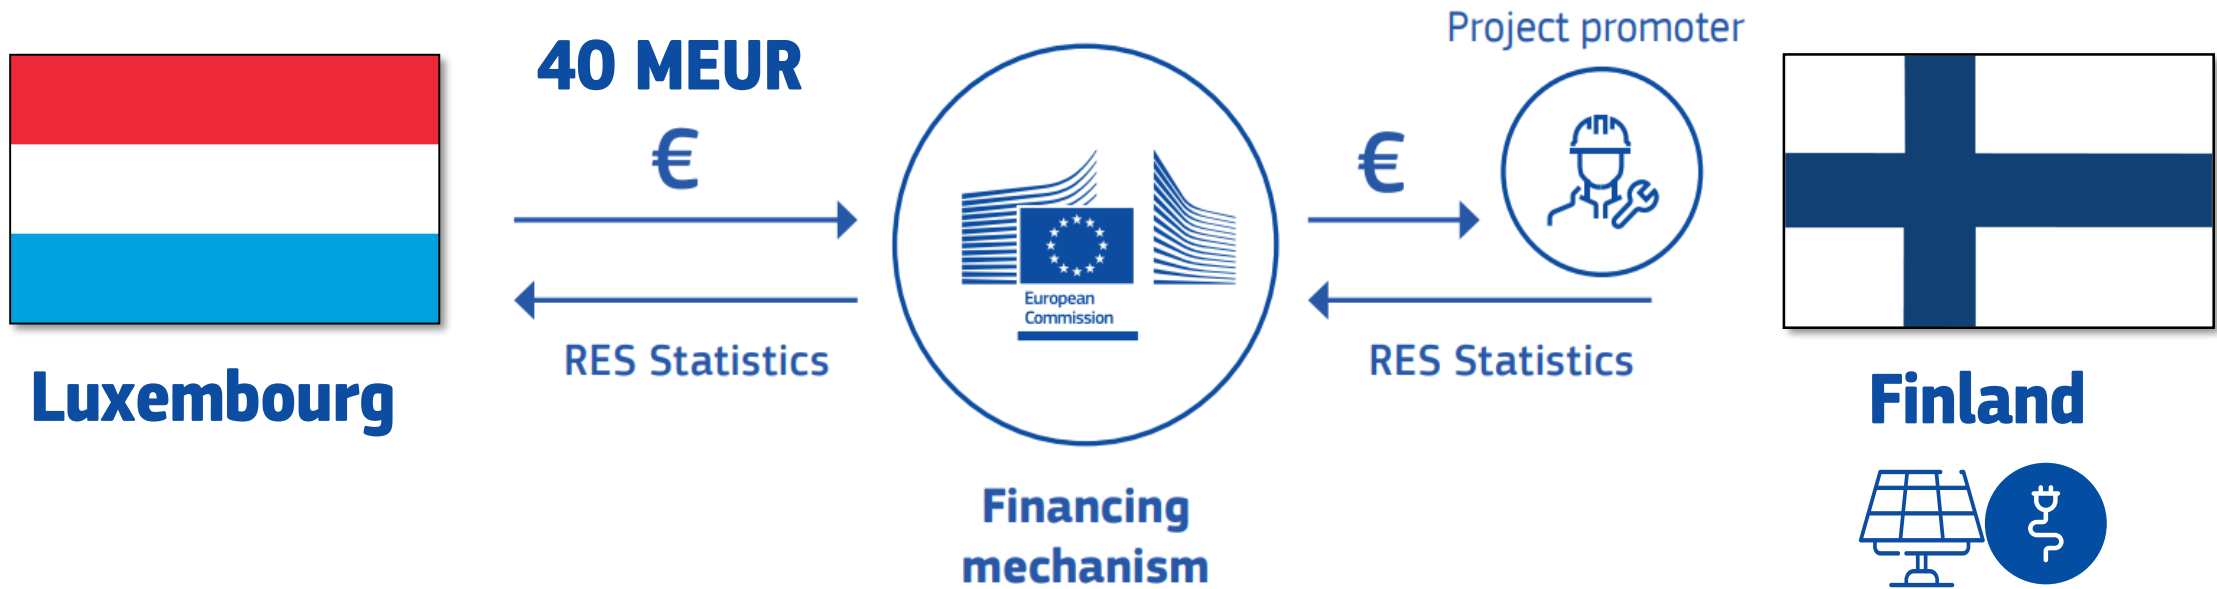 Project promoter
40 MEUR
€
€
European
Commission
RES Statistics
RES Statistics
Luxembourg
Finland
Financing
mechanism